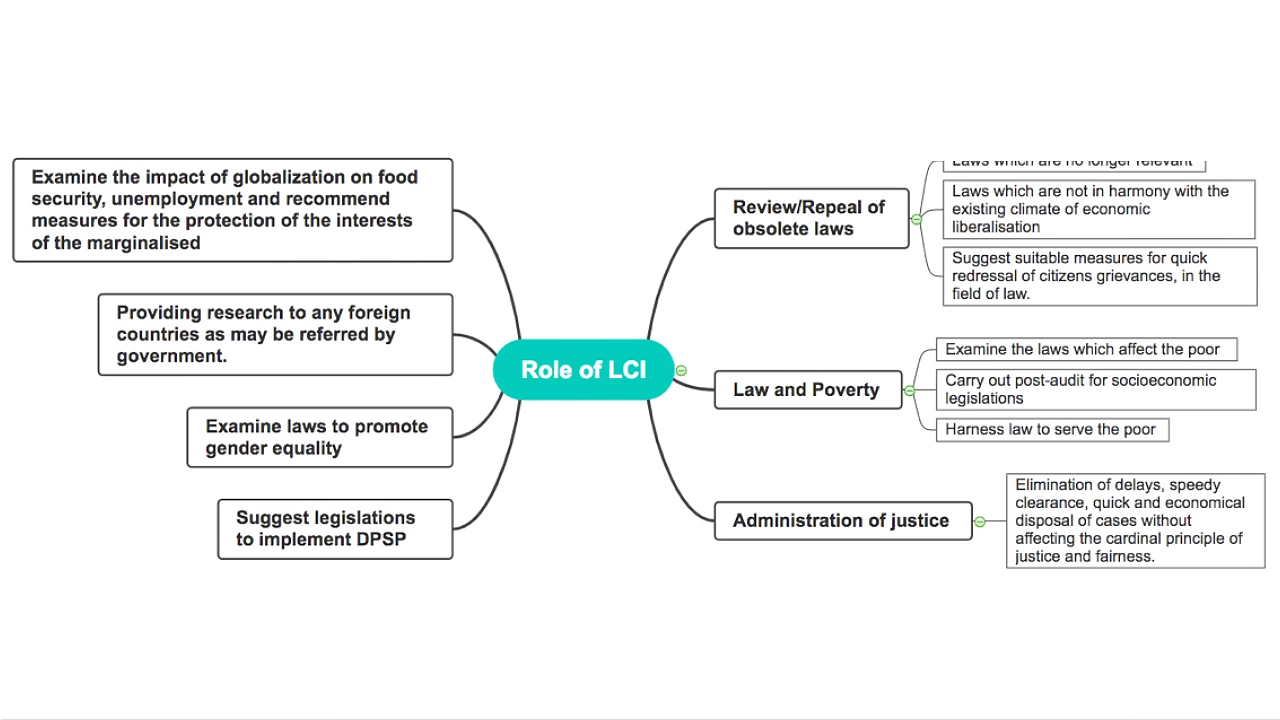 Examine the impact of globalization on food
security, unemployment and recommend
measures for the protection of the interests
of the marginalised
Providing research to any foreign
countries as may be referred by
government.
Examine laws to promote
gender equality
Suggest legislations
to implement DPSP
Role of LCI
Review/Repeal of
obsolete laws
Laws which are no longer relevant
Laws which are not in harmony with the
existing climate of economic
liberalisation
Suggest suitable measures for quick
redressal of citizens grievances, in the
field of law.
Law and Poverty
Examine the laws which affect the poor
Carry out post-audit for socioeconomic
legislations
Harness law to serve the poor
Administration of justice
Elimination of delays, speedy
clearance, quick and economical
disposal of cases without
affecting the cardinal principle of
justice and fairness.